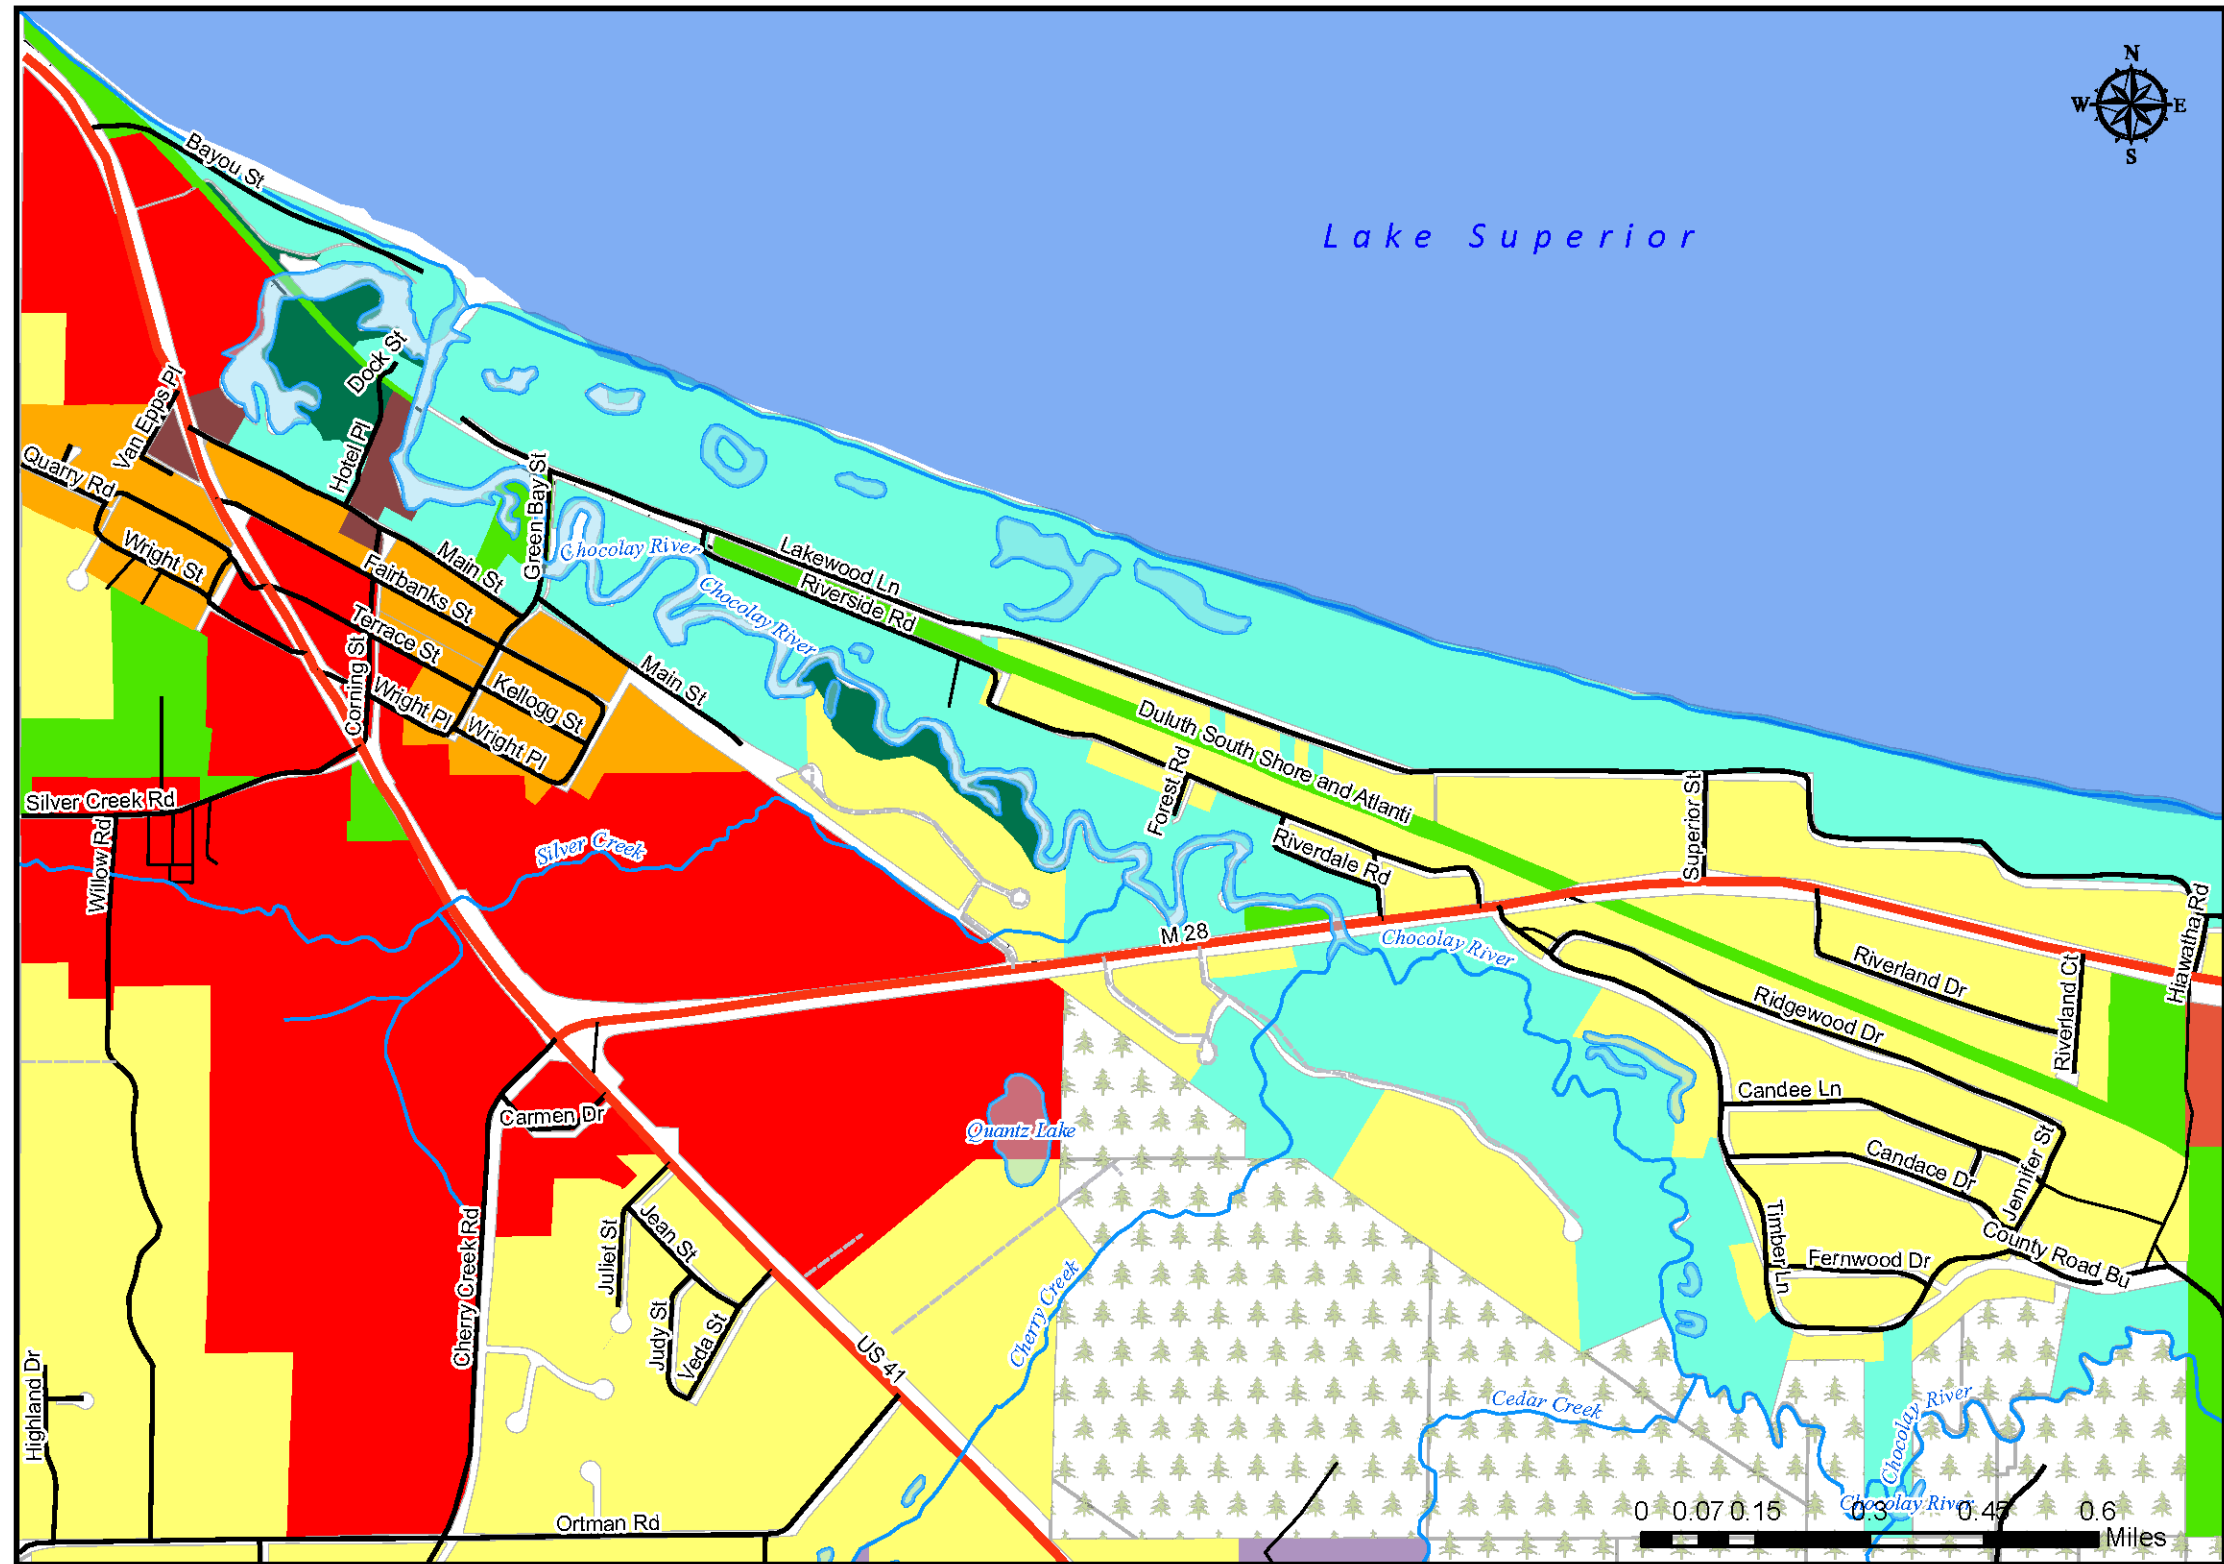 N
W
E
S
Lake Superior
Bayou St
Dock St
Van Epps Pl
Hotel Pl
Quarry Rd
Green Bay St
Wright St
Main St
Chocolay River
Lakewood Ln
Fairbanks St
Chocolay River
Riverside Rd
Terrace St
Corning St
Main St
Wright Pl
Kellogg St
Wright Pl
Duluth South Shore and Atlanti
Forest Rd
Silver Creek Rd
Superior St
Willow Rd
Silver Creek
Riverdale Rd
Hiawatha Rd
M 28
Chocolay River
Riverland Dr
Riverland Ct
Ridgewood Dr
Candee Ln
Carmen Dr
Quantz Lake
Candace Dr
Jennifer St
Cherry Creek Rd
Juliet St
Jean St
Timber Ln
County Road Bu
Fernwood Dr
Cherry Creek
Judy St
Veda St
US 41
Highland Dr
Cedar Creek
Chocolay River
Chocolay River
Ortman Rd
0 0.07 0.15 0.3 0.45 0.6
Miles